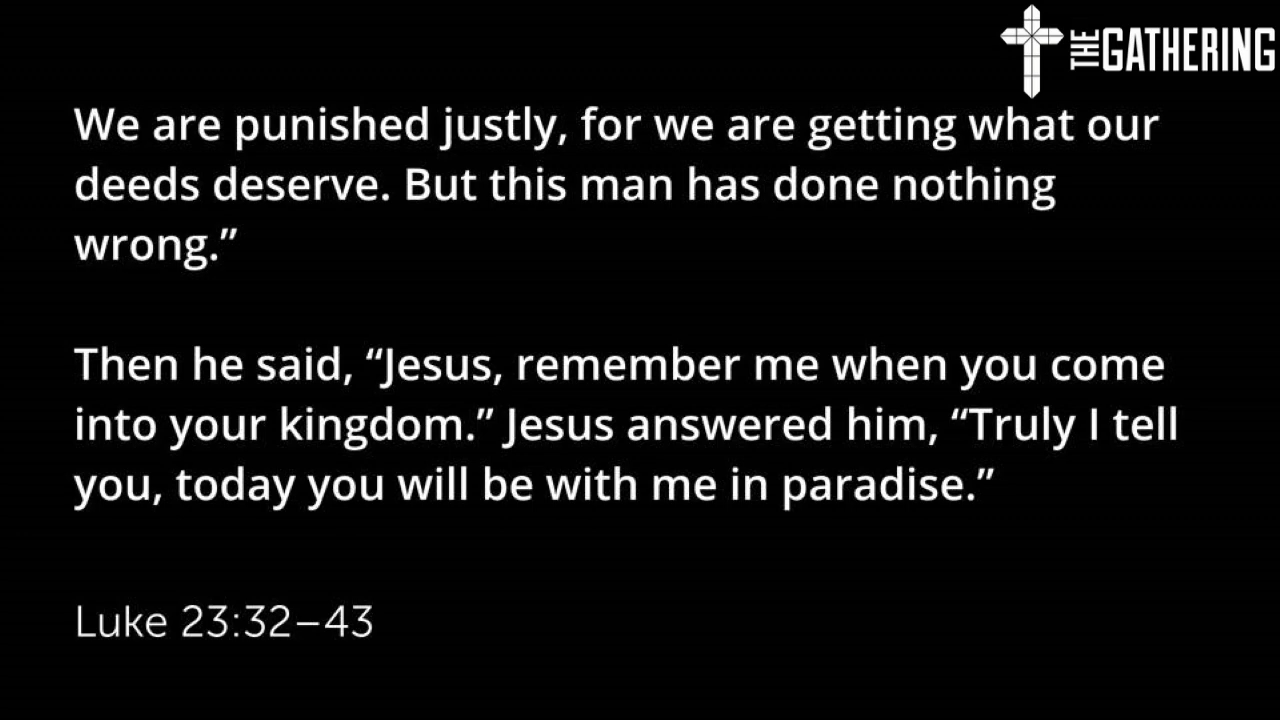 THE GATHERING
We are punished justly, for we are getting what our
deeds deserve. But this man has done nothing
wrong.”
Then he said, “Jesus, remember me when you come
into your kingdom.” Jesus answered him, “Truly I tell
you, today you will be with me in paradise.”
Luke 23:32–43